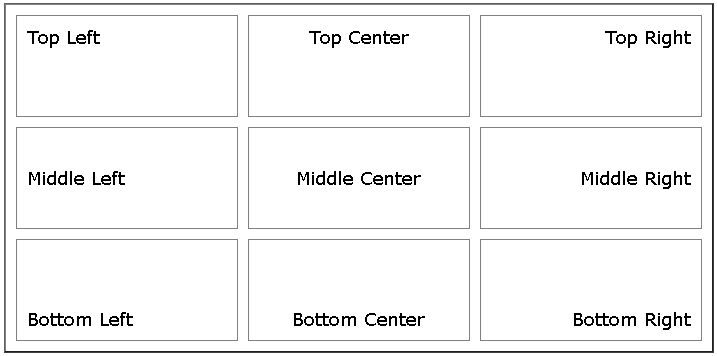 Top Left
Top Center
Top Right
Middle Left
Middle Center
Middle Right
Bottom Left
Bottom Center
Bottom Right